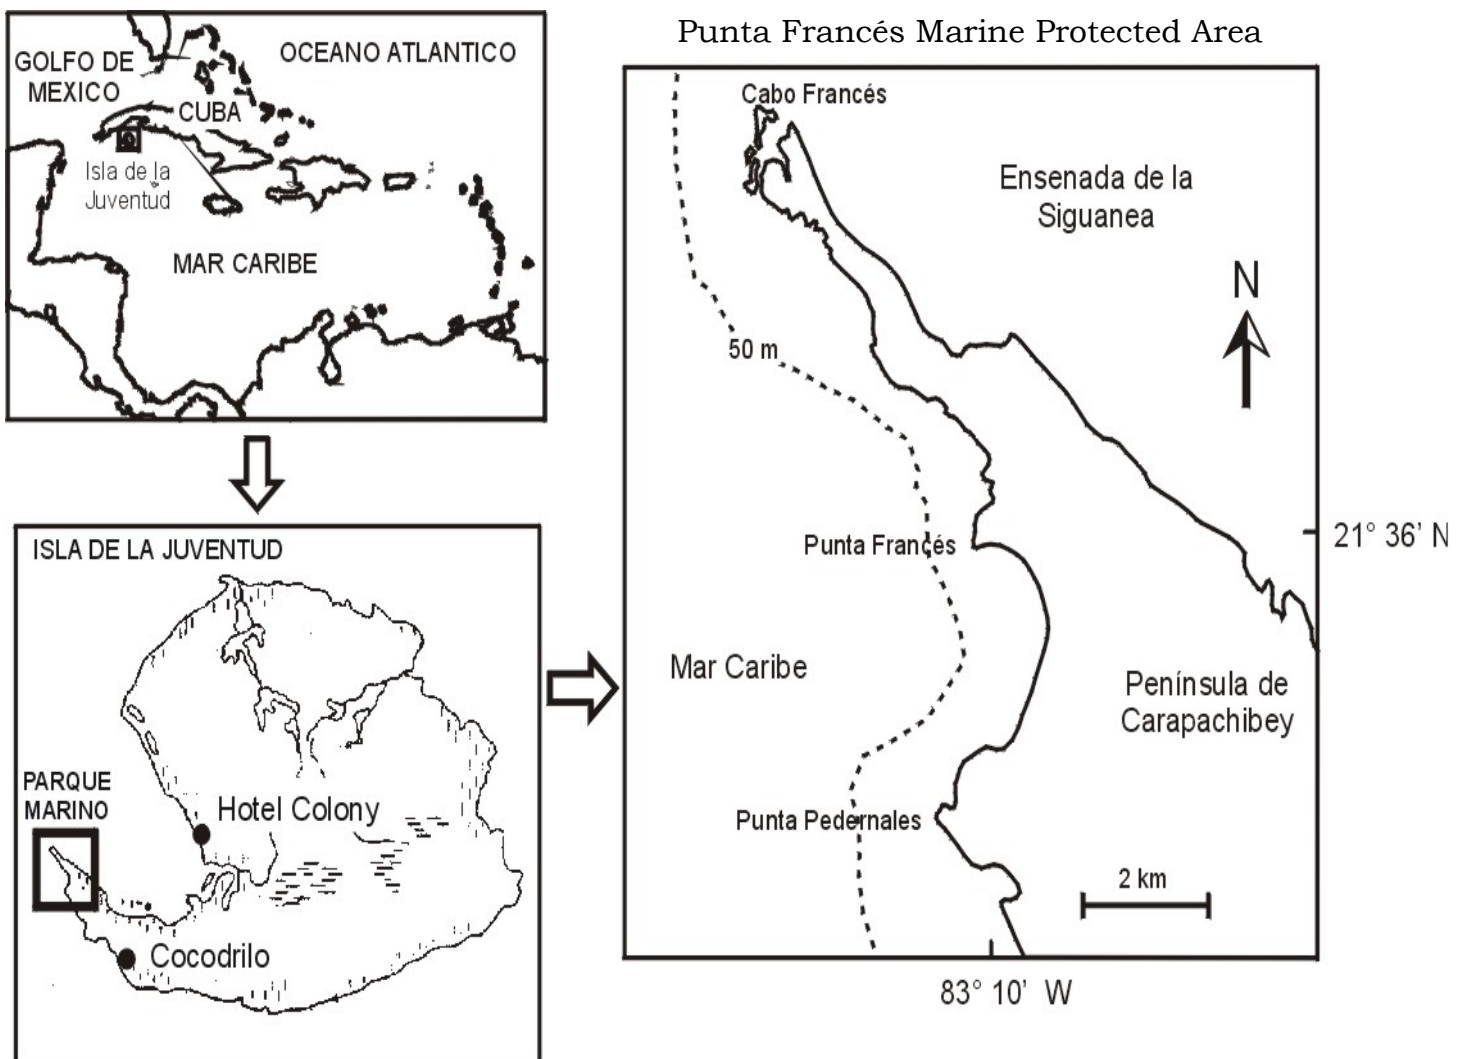 Punta Francés Marine Protected Area
GOLFO DE
MEXICO
OCEANO ATLANTICO
CUBA
Isla de la
Juventud
MAR CARIBE
ISLA DE LA JUVENTUD
PARQUE
MARINO
Hotel Colony
Cocodrilo
Cabo Francés
Ensenada de la
Siguanea
N
50 m
Punta Francés
21° 36' N
Mar Caribe
Península de
Carapachibey
Punta Pedernales
2 km
83° 10' W